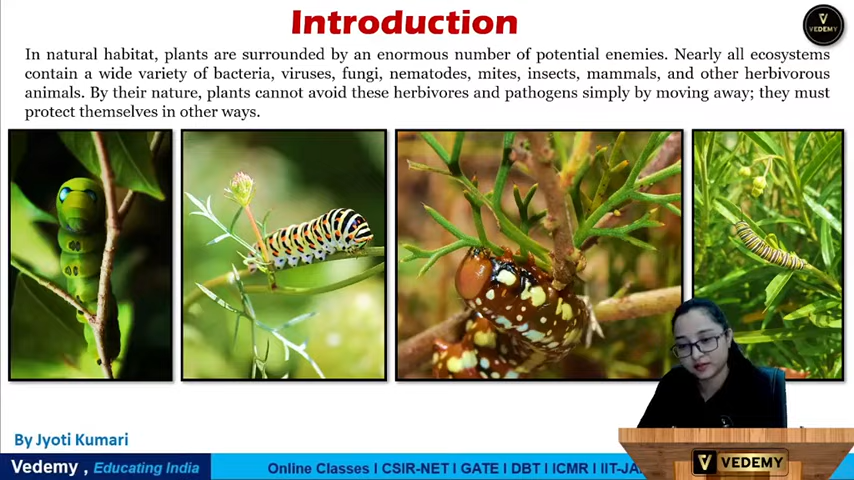 Introduction
In natural habitat, plants are surrounded by an enormous number of potential enemies. Nearly all ecosystems
contain a wide variety of bacteria, viruses, fungi, nematodes, mites, insects, mammals, and other herbivorous
animals. By their nature, plants cannot avoid these herbivores and pathogens simply by moving away; they must
protect themselves in other ways.
VEDEMY
By Jyoti Kumari
Vedemy , Educating India
Online Classes I CSIR-NET I GATE I DBT I ICMR I IIT-JA
VEDEMY